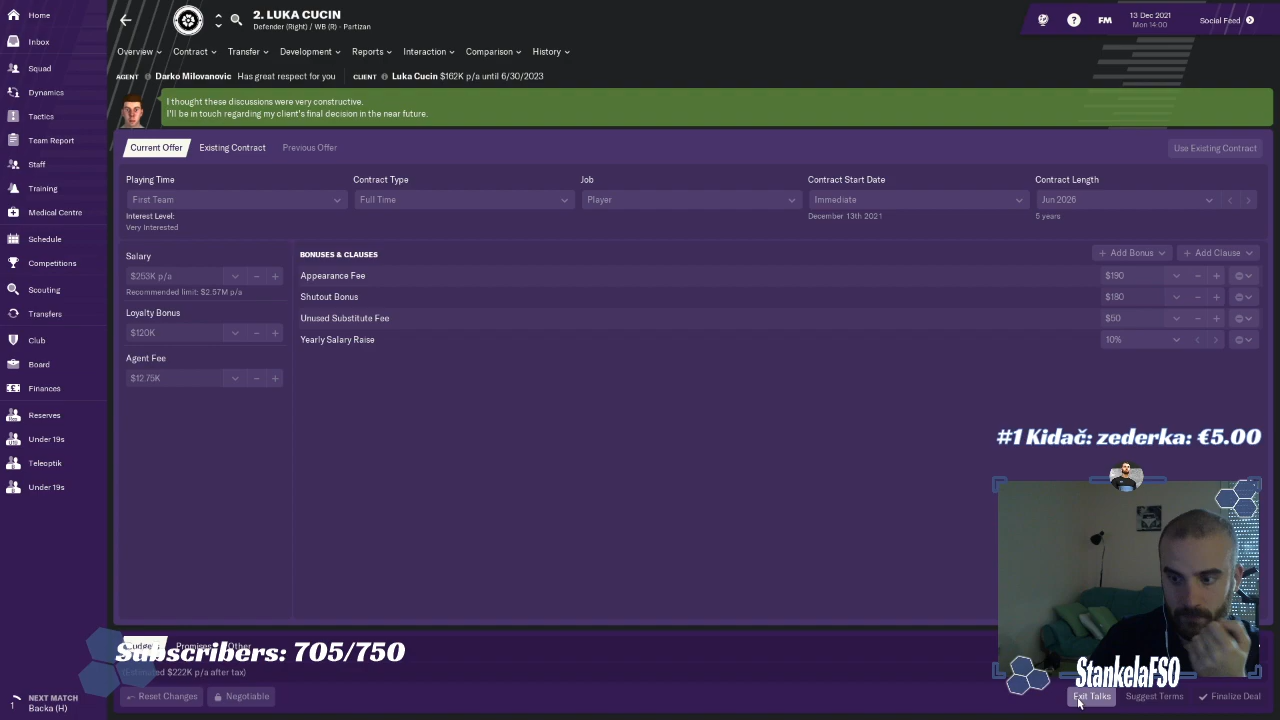 Home
Inbox
Squad
Dynamics
Tactics
Team Report
Staff
Training
Medical Centre
Schedule
Competitions
Scouting
Transfers
Club
Board
Finances
Reserves
Under 19s
Teleoptik
Under 19s
1
NEXT MATCH
Backa (H)
2. LUKA CUCIN
Defender (Right) / WB (R) - Partizan
FM
13 Dec 2021
Mon 14:00
Social Feed
Overview
Contract
Transfer
Development
Reports
Interaction
Comparison
History
AGENT Darko Milovanovic Has great respect for you
CLIENT Luka Cucin $162K p/a until 6/30/2023
I thought these discussions were very constructive.
I'll be in touch regarding my client's final decision in the near future.
Current Offer
Existing Contract
Previous Offer
Use Existing Contract
Playing Time
First Team
Interest Level:
Very Interested
Contract Type
Full Time
Job
Player
Contract Start Date
Immediate
December 13th 2021
Contract Length
Jun 2026
5 years
Salary
$253K p/a
Recommended limit: $2.57M p/a
Loyalty Bonus
$120K
Agent Fee
$12.75K
BONUSES & CLAUSES
Add Bonus
Add Clause
Appearance Fee $190
Shutout Bonus $180
Unused Substitute Fee $50
Yearly Salary Raise 10%
#1 Kidač: zederka: €5.00
Other
Subscribers: 705/750
(Estimated $222K p/a after tax)
StankelaFSO
Reset Changes
Negotiable
Exit Talks
Suggest Terms
Finalize Deal